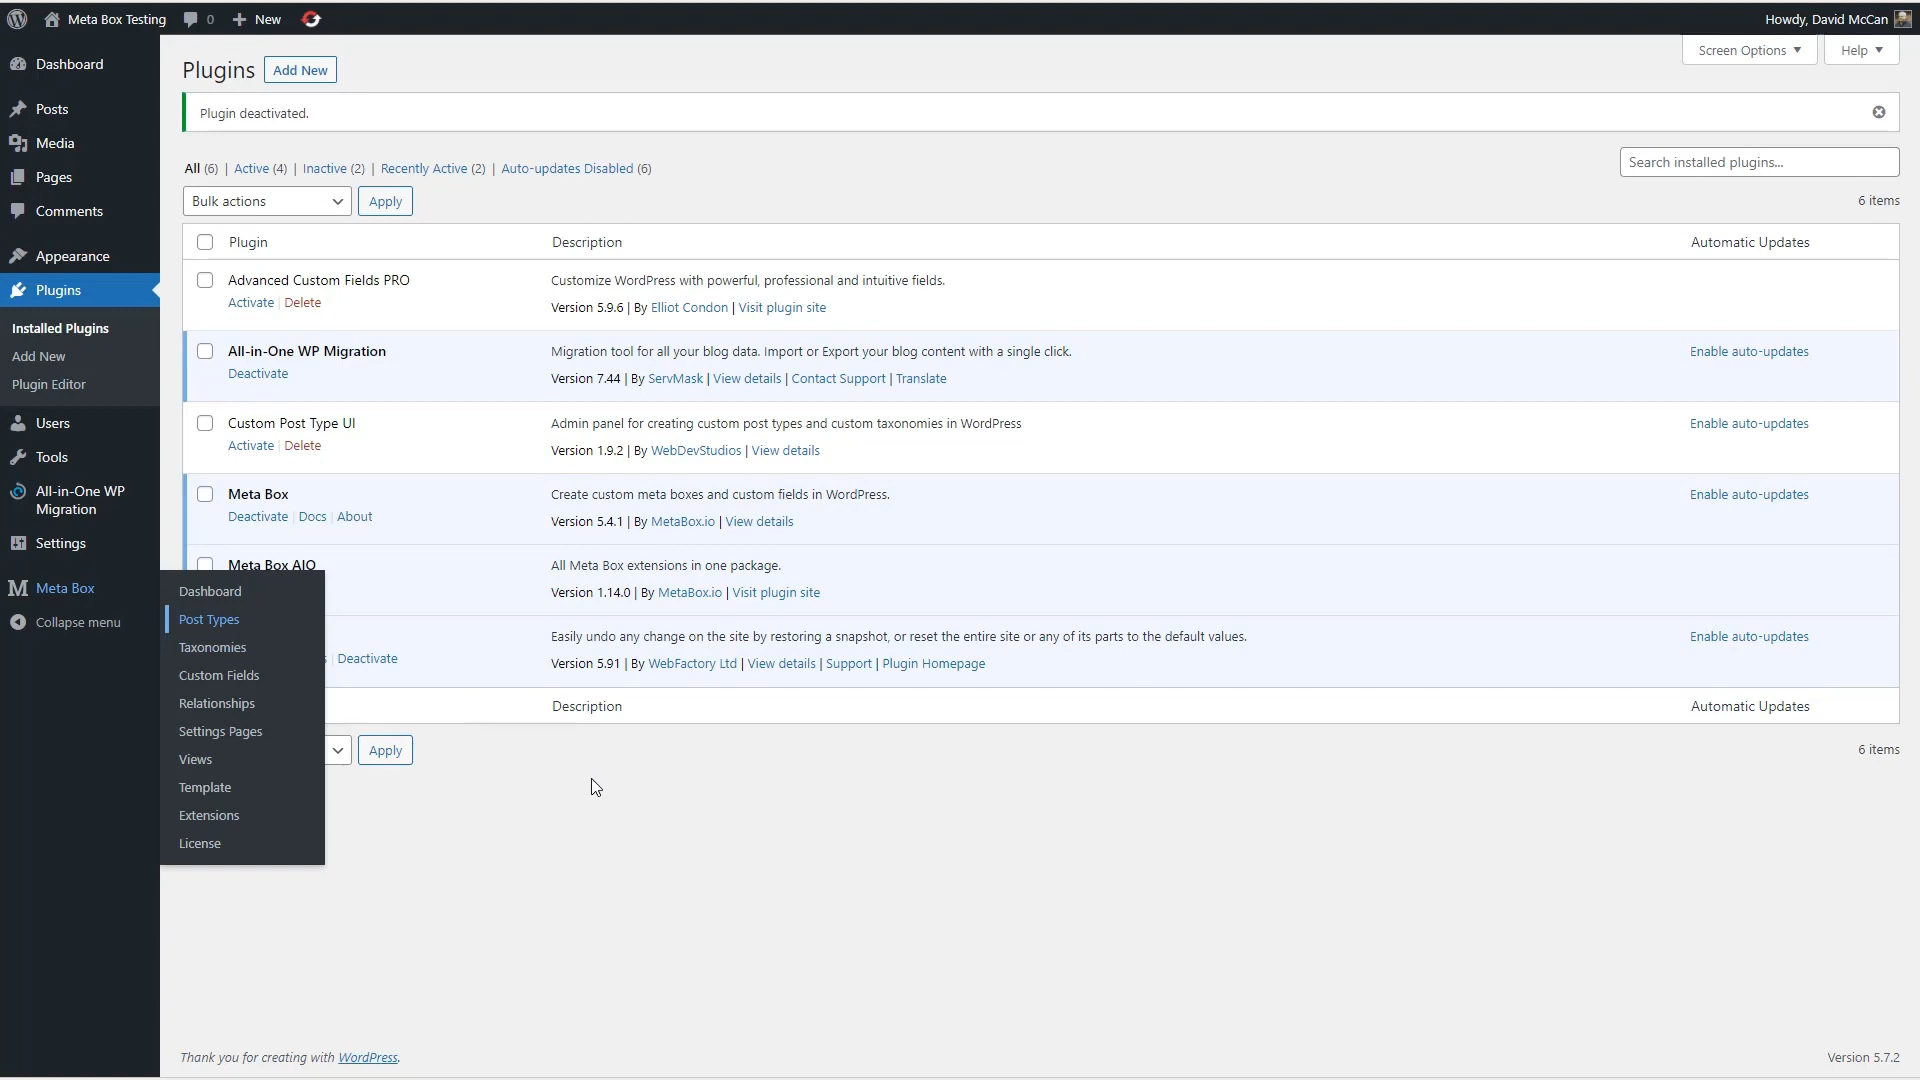 Meta Box Testing 0 New Howdy, David McCan
Screen Options Help
Dashboard
Posts
Media
Pages
Comments
Appearance
Plugins
Installed Plugins
Add New
Plugin Editor
Users
Tools
All-in-One WP
Migration
Settings
Meta Box
Collapse menu
Dashboard
Post Types
Taxonomies
Custom Fields
Relationships
Settings Pages
Views
Template
Extensions
License
Plugins Add New
Plugin deactivated.
All (6) | Active (4) | Inactive (2) | Recently Active (2) | Auto-updates Disabled (6)
Search installed plugins...
Bulk actions Apply 6 items
Plugin Description Automatic Updates
Advanced Custom Fields PRO Customize WordPress with powerful, professional and intuitive fields.
Activate | Delete Version 5.9.6 | By Elliot Condon | Visit plugin site
All-in-One WP Migration Migration tool for all your blog data. Import or Export your blog content with a single click. Enable auto-updates
Deactivate Version 7.44 | By ServMask | View details | Contact Support | Translate
Custom Post Type UI Admin panel for creating custom post types and custom taxonomies in WordPress Enable auto-updates
Activate | Delete Version 1.9.2 | By WebDevStudios | View details
Meta Box Create custom meta boxes and custom fields in WordPress. Enable auto-updates
Deactivate | Docs | About Version 5.4.1 | By MetaBox.io | View details
Meta Box AIO All Meta Box extensions in one package.
Version 1.14.0 | By MetaBox.io | Visit plugin site
Easily undo any change on the site by restoring a snapshot, or reset the entire site or any of its parts to the default values. Enable auto-updates
s | Deactivate Version 5.91 | By WebFactory Ltd | View details | Support | Plugin Homepage
Description Automatic Updates
Apply 6 items
Thank you for creating with WordPress. Version 5.7.2